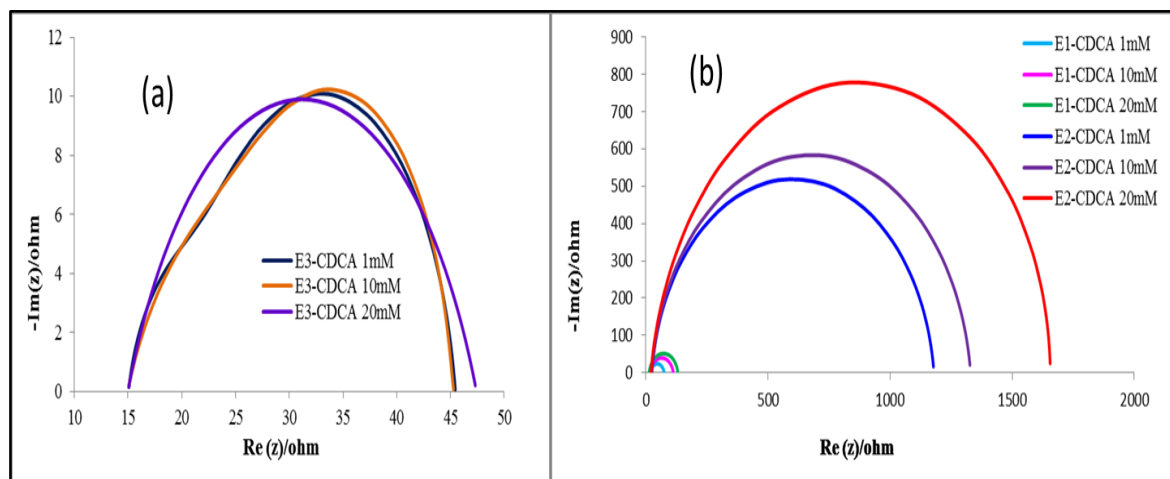 (a)
-Im(z)/ohm
12
10
8
6
4
2
0
10 15 20 25 30 35 40 45 50
Re (z)/ohm
E3-CDCA 1mM
E3-CDCA 10mM
E3-CDCA 20mM
(b)
-Im(z)/ohm
900
800
700
600
500
400
300
200
100
0
0 500 1000 1500 2000
Re (z)/ohm
E1-CDCA 1mM
E1-CDCA 10mM
E1-CDCA 20mM
E2-CDCA 1mM
E2-CDCA 10mM
E2-CDCA 20mM